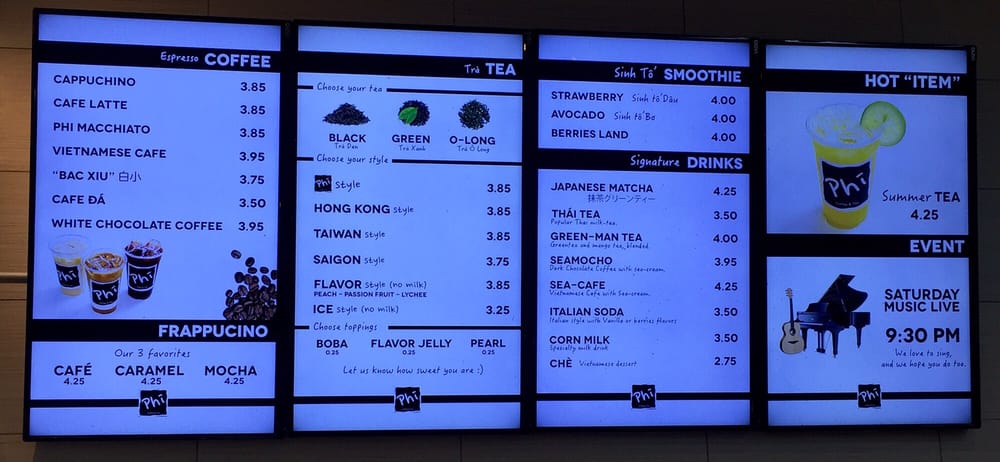 Espresso COFFEE
CAPPUCHINO 3.85
CAFE LATTE 3.85
PHI MACCHIATO 3.85
VIETNAMESE CAFE 3.95
"BAC XIU" 白小 3.75
CAFE ĐÁ 3.50
WHITE CHOCOLATE COFFEE 3.95
Phi
Phi
Phi
FRAPPUCINO
Our 3 favorites
CAFÉ CARAMEL MOCHA
4.25 4.25 4.25
Phi
Trà TEA
Choose your tea
BLACK GREEN O-LONG
Trà Đen Trà Xanh Trà Ô Long
Choose your style
Phi Style 3.85
HONG KONG Style 3.85
TAIWAN Style 3.85
SAIGON Style 3.75
FLAVOR Style (no milk) 3.85
PEACH - PASSION FRUIT - LYCHEE
ICE Style (no milk) 3.25
Choose toppings
BOBA FLAVOR JELLY PEARL
0.25 0.25 0.25
Let us know how sweet you are :)
Phi
Sinh Tố SMOOTHIE
STRAWBERRY Sinh tố Dâu 4.00
AVOCADO Sinh tố Bơ 4.00
BERRIES LAND 4.00
Signature DRINKS
JAPANESE MATCHA 4.25
抹茶グリーンティー
THÁI TEA 3.50
Popular Thai milk-tea.
GREEN-MAN TEA 4.00
Greentea and mango tea, blended.
SEAMOCHO 3.95
Dark Chocolate Coffee with sea-cream.
SEA-CAFE 4.25
Vietnamese Cafe with Sea-cream.
ITALIAN SODA 3.50
Italian style with Vanilla or berries flavors
CORN MILK 3.50
Specialty milk drink
CHÈ Vietnamese dessert 2.75
Phi
HOT "ITEM"
Phi
Coffee & Tea
Summer TEA
4.25
EVENT
SATURDAY
MUSIC LIVE
9:30 PM
We love to sing,
and we hope you do too.
Phi